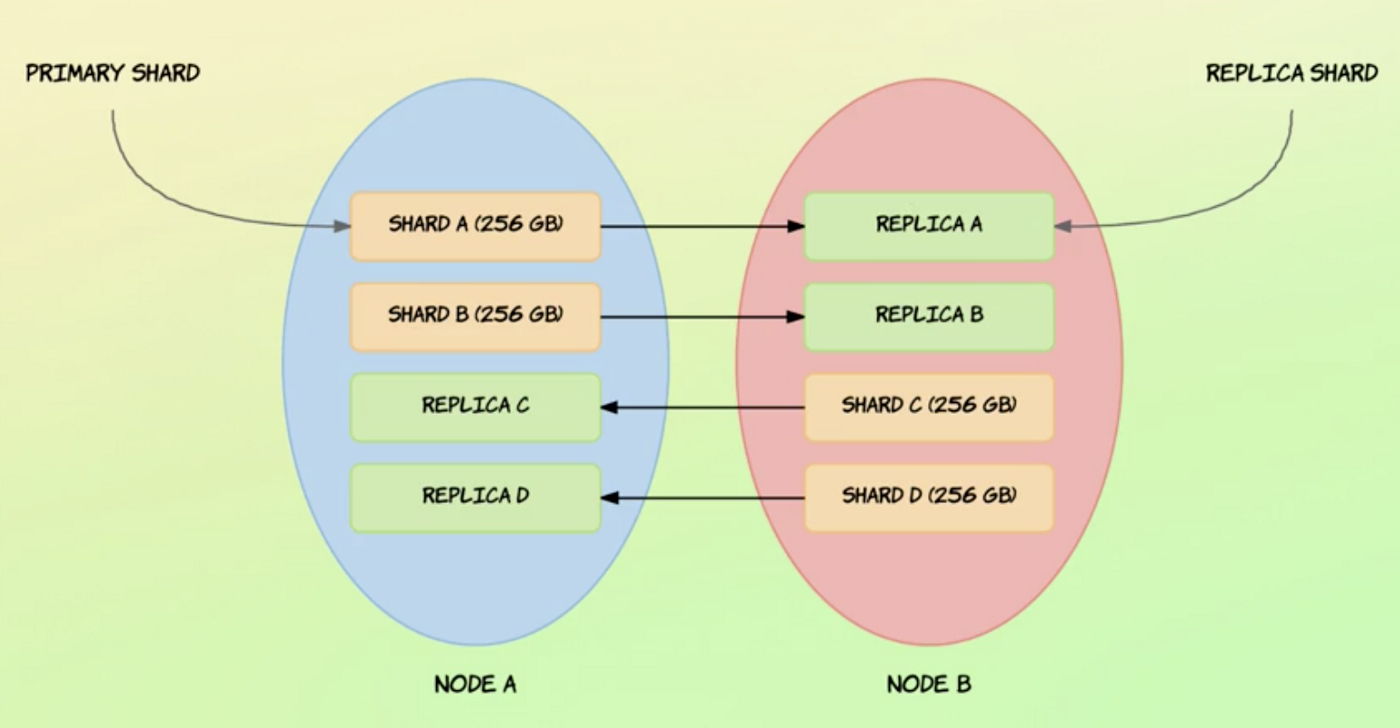 PRIMARY SHARD
REPLICA SHARD
SHARD A (256 GB)
REPLICA A
SHARD B (256 GB)
REPLICA B
REPLICA C
SHARD C (256 GB)
REPLICA D
SHARD D (256 GB)
NODE A
NODE B